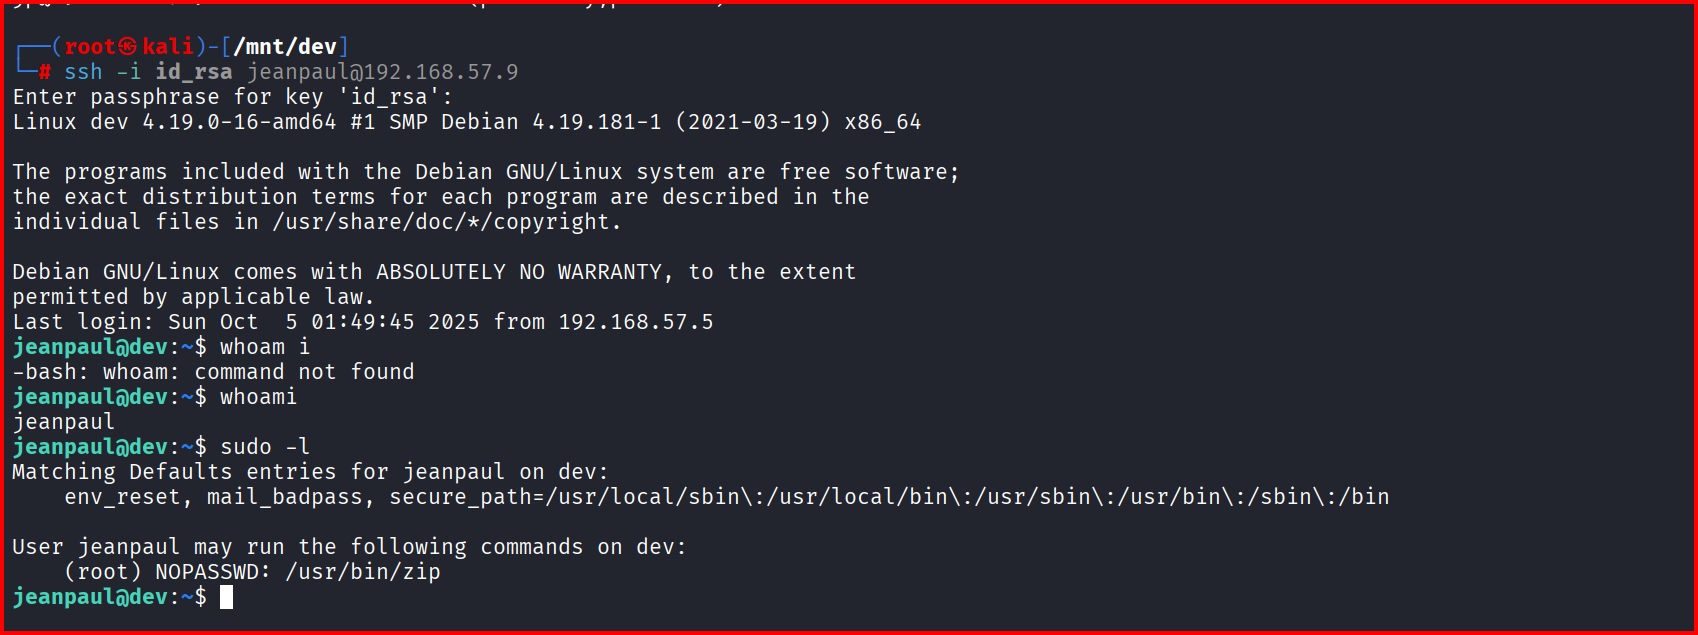 ┌──(root㉿kali)-[/mnt/dev]
└─# ssh -i id_rsa jeanpaul@192.168.57.9
Enter passphrase for key 'id_rsa':
Linux dev 4.19.0-16-amd64 #1 SMP Debian 4.19.181-1 (2021-03-19) x86_64
The programs included with the Debian GNU/Linux system are free software;
the exact distribution terms for each program are described in the
individual files in /usr/share/doc/*/copyright.
Debian GNU/Linux comes with ABSOLUTELY NO WARRANTY, to the extent
permitted by applicable law.
Last login: Sun Oct  5 01:49:45 2025 from 192.168.57.5
jeanpaul@dev:~$ whoam i
-bash: whoam: command not found
jeanpaul@dev:~$ whoami
jeanpaul
jeanpaul@dev:~$ sudo -l
Matching Defaults entries for jeanpaul on dev:
    env_reset, mail_badpass, secure_path=/usr/local/sbin\:/usr/local/bin\:/usr/sbin\:/usr/bin\:/sbin\:/bin
User jeanpaul may run the following commands on dev:
    (root) NOPASSWD: /usr/bin/zip
jeanpaul@dev:~$